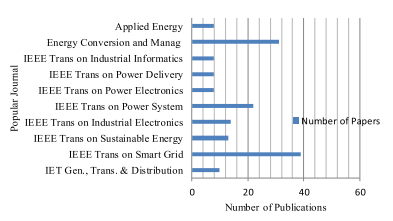 Popular Journal
Applied Energy
Energy Conversion and Manag
IEEE Trans on Industrial Informatics
IEEE Trans on Power Delivery
IEEE Trans on Power Electronics
IEEE Trans on Power System
IEEE Trans on Industrial Electronics
Number of Papers
IEEE Trans on Sustainable Energy
IEEE Trans on Smart Grid
IET Gen., Trans. & Distribution
0 20 40 60
Number of Publications